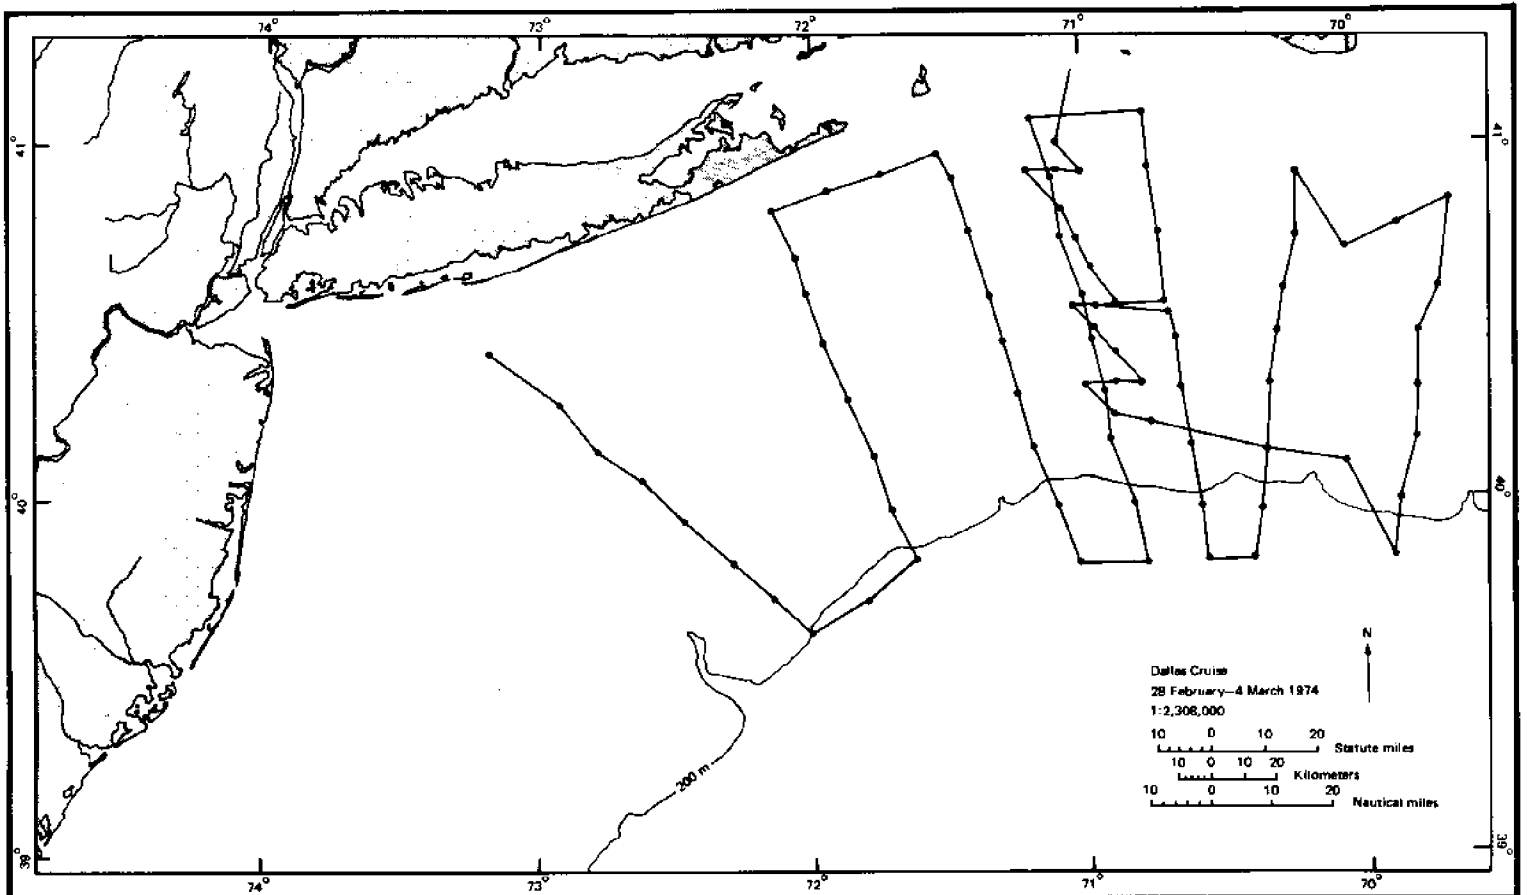 74° 73° 72° 71° 70°
41° 41°
40° 40°
39° 39°
200 m
N
Dallas Cruise
28 February—4 March 1974
1:2,308,000
10 0 10 20
Statute miles
10 0 10 20
Kilometers
10 0 10 20
Nautical miles
74° 73° 72° 71° 70°